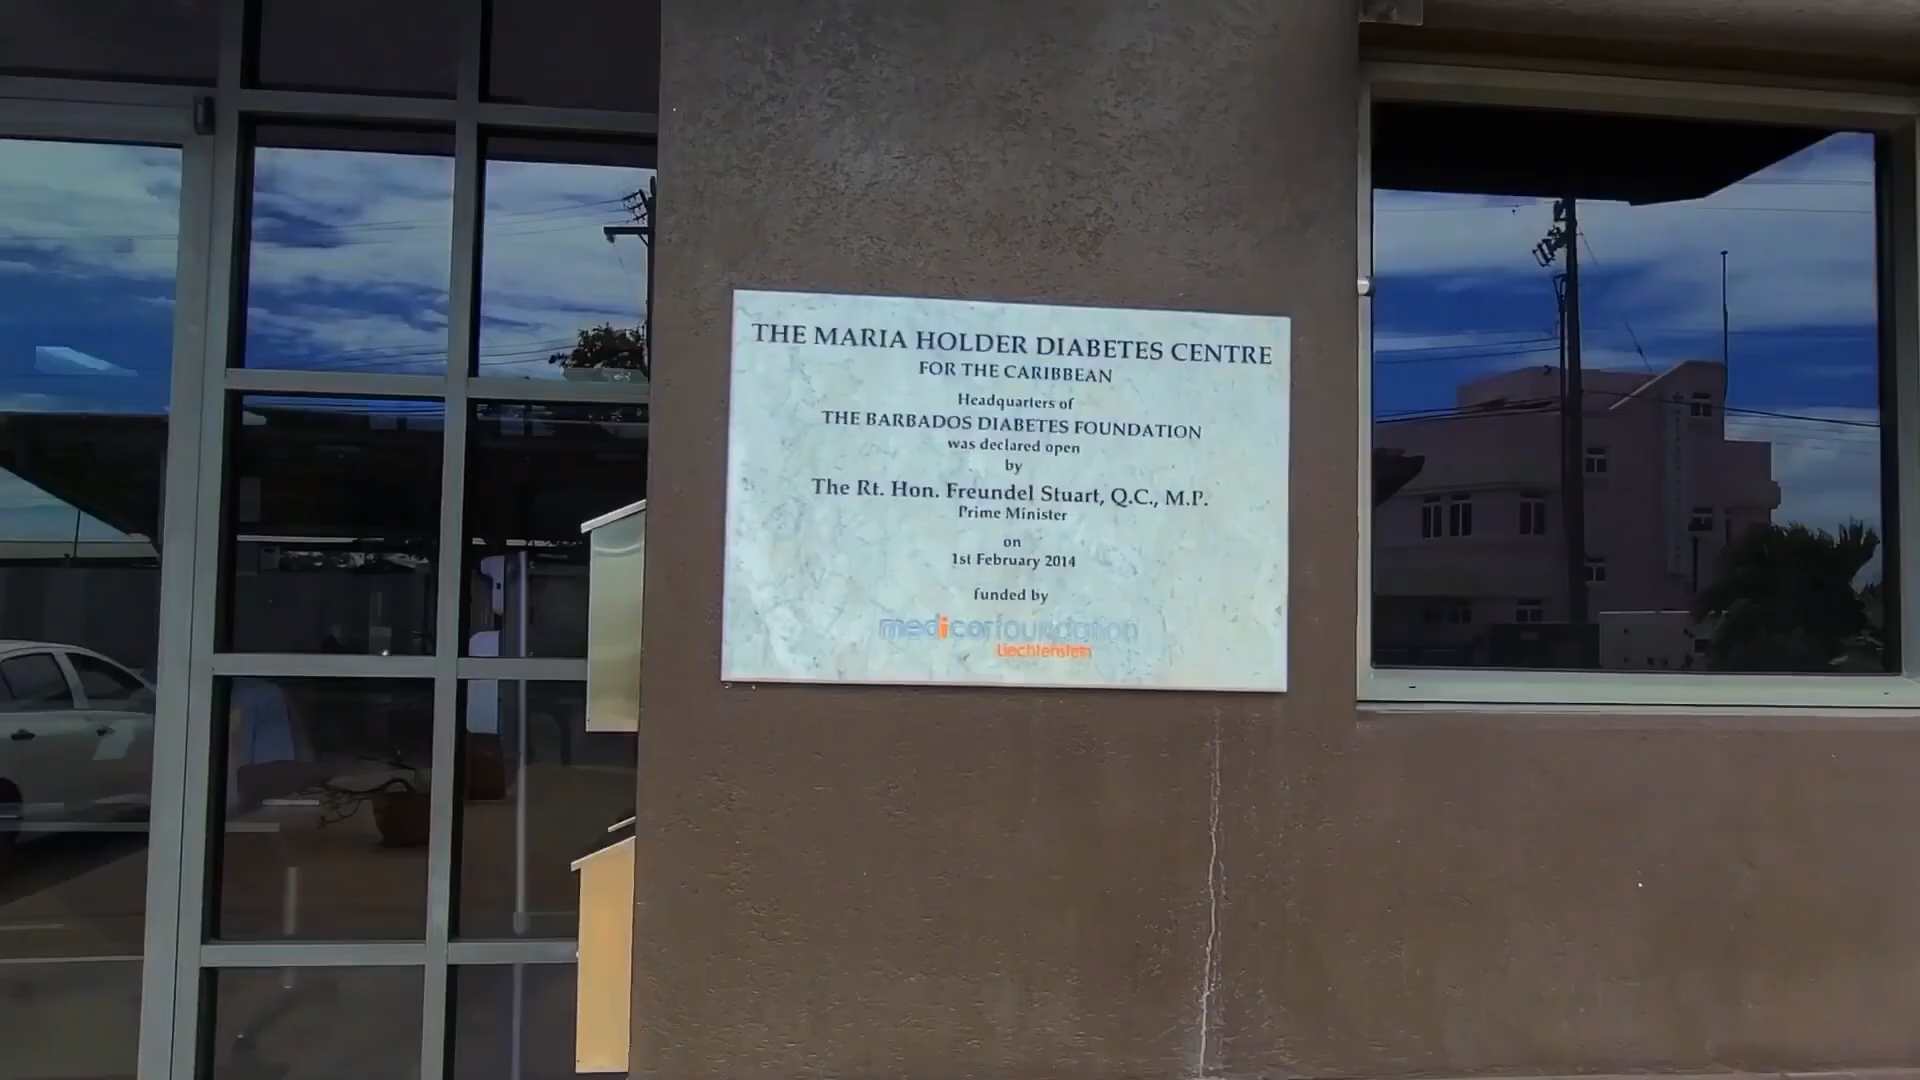 THE MARIA HOLDER DIABETES CENTRE
FOR THE CARIBBEAN
Headquarters of
THE BARBADOS DIABETES FOUNDATION
was declared open
by
The Rt. Hon. Freundel Stuart, Q.C., M.P.
Prime Minister
on
1st February 2014
funded by
medicorfoundation
Liechtenstein